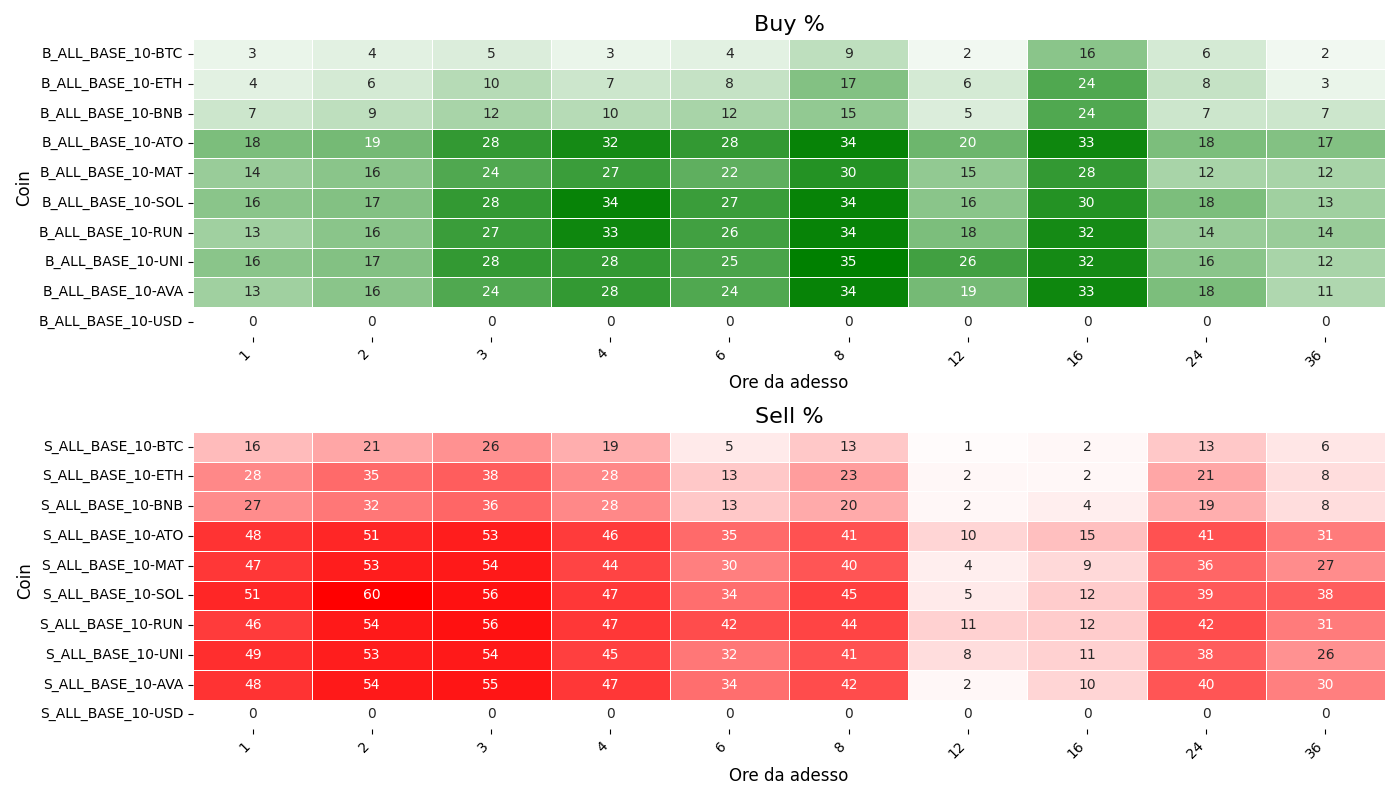 Buy %
Coin
B_ALL_BASE_10-BTC 3 4 5 3 4 9 2 16 6 2
B_ALL_BASE_10-ETH 4 6 10 7 8 17 6 24 8 3
B_ALL_BASE_10-BNB 7 9 12 10 12 15 5 24 7 7
B_ALL_BASE_10-ATO 18 19 28 32 28 34 20 33 18 17
B_ALL_BASE_10-MAT 14 16 24 27 22 30 15 28 12 12
B_ALL_BASE_10-SOL 16 17 28 34 27 34 16 30 18 13
B_ALL_BASE_10-RUN 13 16 27 33 26 34 18 32 14 14
B_ALL_BASE_10-UNI 16 17 28 28 25 35 26 32 16 12
B_ALL_BASE_10-AVA 13 16 24 28 24 34 19 33 18 11
B_ALL_BASE_10-USD 0 0 0 0 0 0 0 0 0 0
1 2 3 4 6 8 12 16 24 36
Ore da adesso
Sell %
Coin
S_ALL_BASE_10-BTC 16 21 26 19 5 13 1 2 13 6
S_ALL_BASE_10-ETH 28 35 38 28 13 23 2 2 21 8
S_ALL_BASE_10-BNB 27 32 36 28 13 20 2 4 19 8
S_ALL_BASE_10-ATO 48 51 53 46 35 41 10 15 41 31
S_ALL_BASE_10-MAT 47 53 54 44 30 40 4 9 36 27
S_ALL_BASE_10-SOL 51 60 56 47 34 45 5 12 39 38
S_ALL_BASE_10-RUN 46 54 56 47 42 44 11 12 42 31
S_ALL_BASE_10-UNI 49 53 54 45 32 41 8 11 38 26
S_ALL_BASE_10-AVA 48 54 55 47 34 42 2 10 40 30
S_ALL_BASE_10-USD 0 0 0 0 0 0 0 0 0 0
1 2 3 4 6 8 12 16 24 36
Ore da adesso